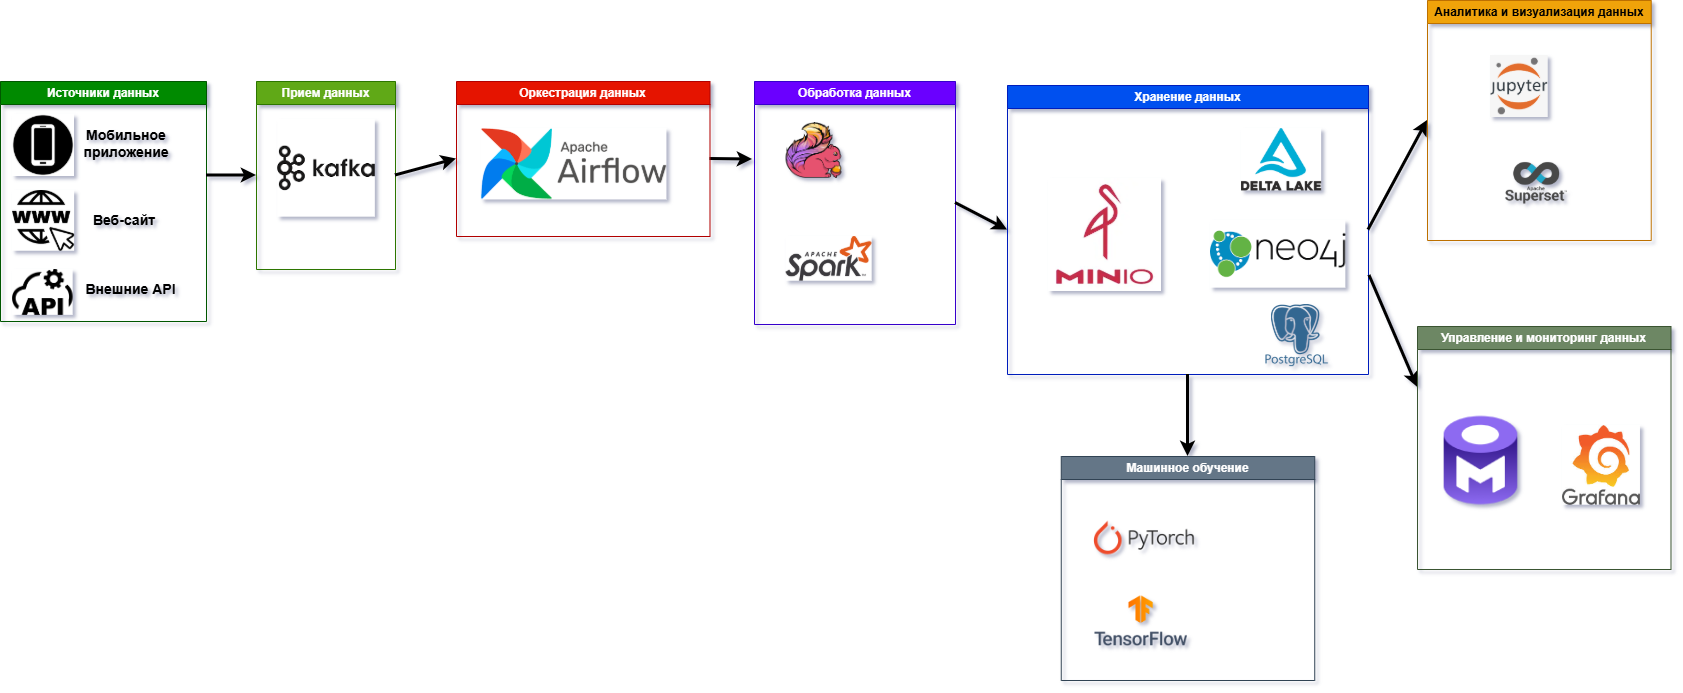 Источники данных
Мобильное
приложение
WWW
Веб-сайт
API
Внешние API
Прием данных
kafka
Оркестрация данных
Apache
Airflow
Обработка данных
APACHE
Spark
Хранение данных
MINIO
DELTA LAKE
neo4j
PostgreSQL
Аналитика и визуализация данных
jupyter
Apache
Superset
Управление и мониторинг данных
M
Grafana
Машинное обучение
PyTorch
TensorFlow